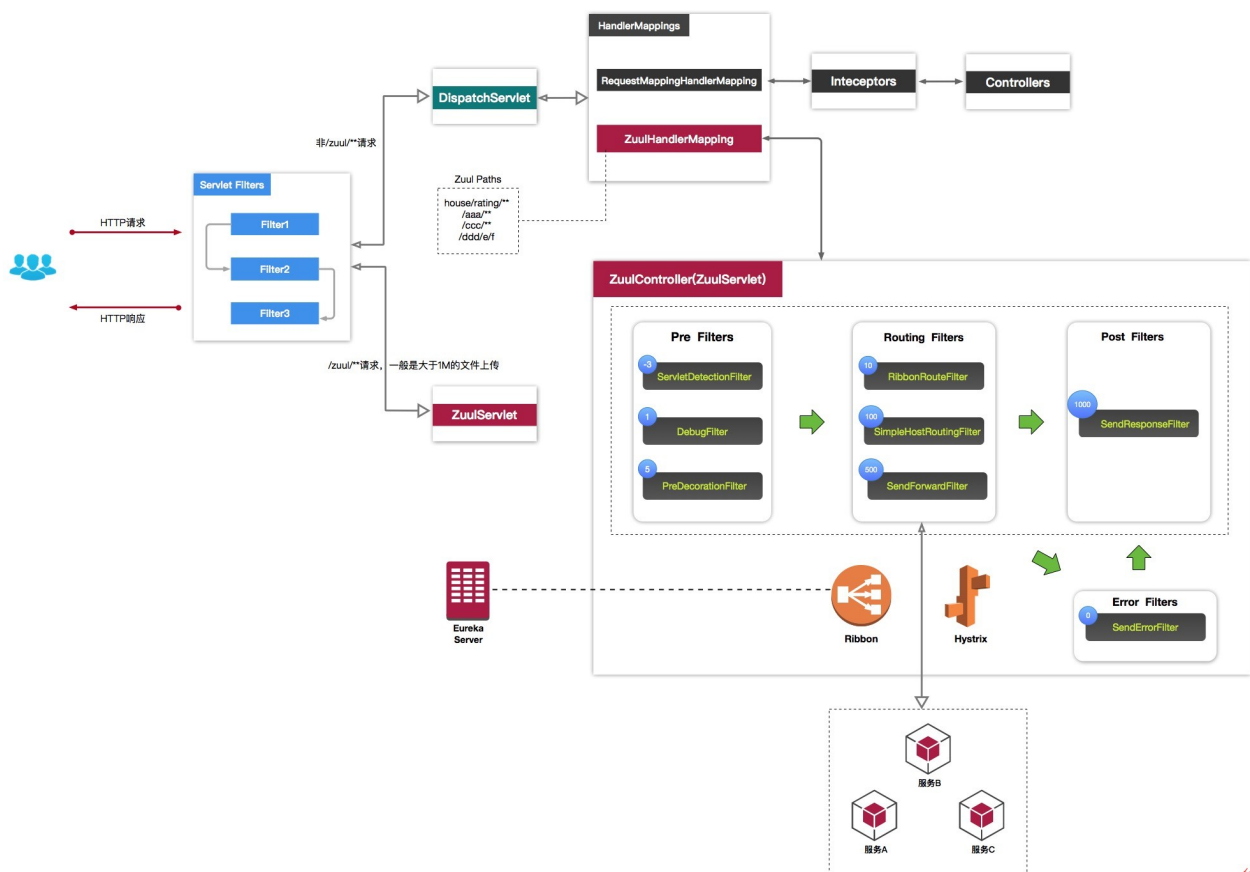 HandlerMappings
RequestMappingHandlerMapping
Inteceptors
Controllers
DispatchServlet
ZuulHandlerMapping
非/zuul/**请求
Zuul Paths
house/rating/**
/aaa/**
/ccc/**
/ddd/e/f
Servlet Filters
Filter1
Filter2
Filter3
HTTP请求
HTTP响应
/zuul/**请求，一般是大于1M的文件上传
ZuulServlet
ZuulController(ZuulServlet)
Pre Filters
-3
ServletDetectionFilter
1
DebugFilter
5
PreDecorationFilter
Routing Filters
10
RibbonRouteFilter
100
SimpleHostRoutingFilter
500
SendForwardFilter
Post Filters
1000
SendResponseFilter
Error Filters
0
SendErrorFilter
Eureka
Server
Ribbon
Hystrix
服务B
服务A
服务C